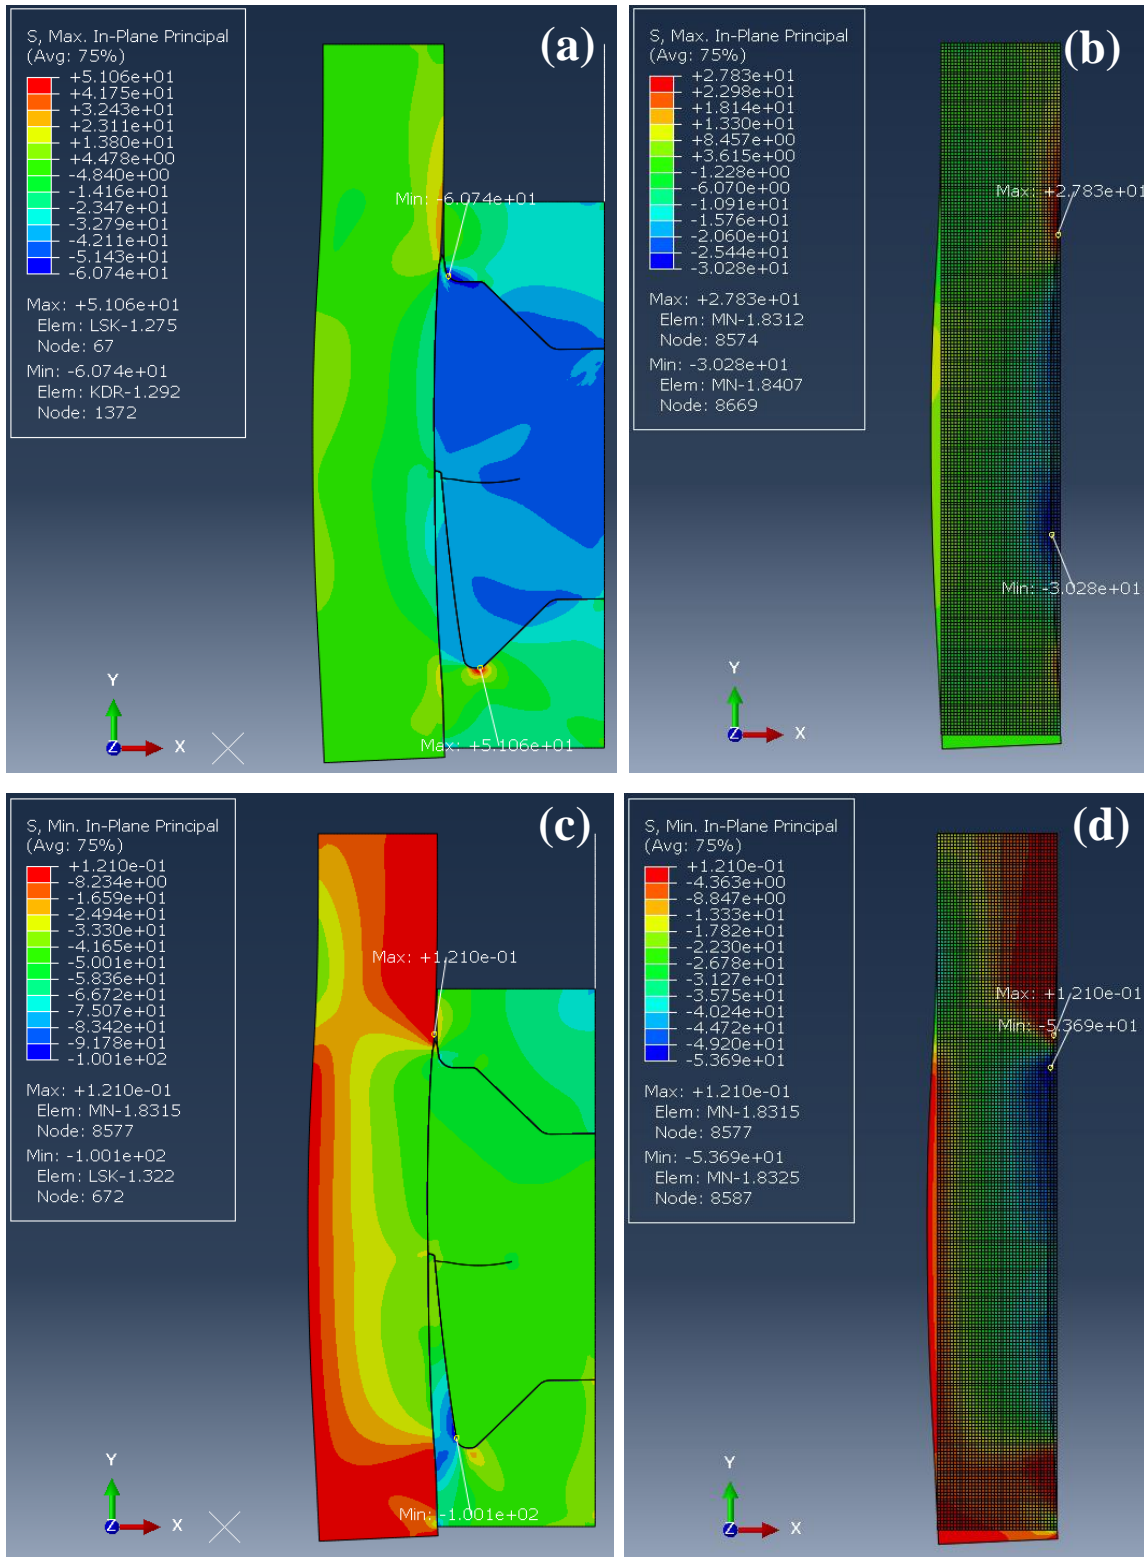 (a)
S, Max. In-Plane Principal
(Avg: 75%)
+5.106e+01
+4.175e+01
+3.243e+01
+2.311e+01
+1.380e+01
+4.478e+00
-4.840e+00
-1.416e+01
-2.347e+01
-3.279e+01
-4.211e+01
-5.143e+01
-6.074e+01
Max: +5.106e+01
Elem: LSK-1.275
Node: 67
Min: -6.074e+01
Elem: KDR-1.292
Node: 1372
Min: -6.074e+01
Max: +5.106e+01
Y
X
Z
(b)
S, Max. In-Plane Principal
(Avg: 75%)
+2.783e+01
+2.298e+01
+1.814e+01
+1.330e+01
+8.457e+00
+3.615e+00
-1.228e+00
-6.070e+00
-1.091e+01
-1.576e+01
-2.060e+01
-2.544e+01
-3.028e+01
Max: +2.783e+01
Elem: MN-1.8312
Node: 8574
Min: -3.028e+01
Elem: MN-1.8407
Node: 8669
Max: +2.783e+01
Min: -3.028e+01
Y
X
Z
(c)
S, Min. In-Plane Principal
(Avg: 75%)
+1.210e-01
-8.234e+00
-1.659e+01
-2.494e+01
-3.330e+01
-4.165e+01
-5.001e+01
-5.836e+01
-6.672e+01
-7.507e+01
-8.342e+01
-9.178e+01
-1.001e+02
Max: +1.210e-01
Elem: MN-1.8315
Node: 8577
Min: -1.001e+02
Elem: LSK-1.322
Node: 672
Max: +1.210e-01
Min: -1.001e+02
Y
X
Z
(d)
S, Min. In-Plane Principal
(Avg: 75%)
+1.210e-01
-4.363e+00
-8.847e+00
-1.333e+01
-1.782e+01
-2.230e+01
-2.678e+01
-3.127e+01
-3.575e+01
-4.024e+01
-4.472e+01
-4.920e+01
-5.369e+01
Max: +1.210e-01
Elem: MN-1.8315
Node: 8577
Min: -5.369e+01
Elem: MN-1.8325
Node: 8587
Max: +1.210e-01
Min: -5.369e+01
Y
X
Z